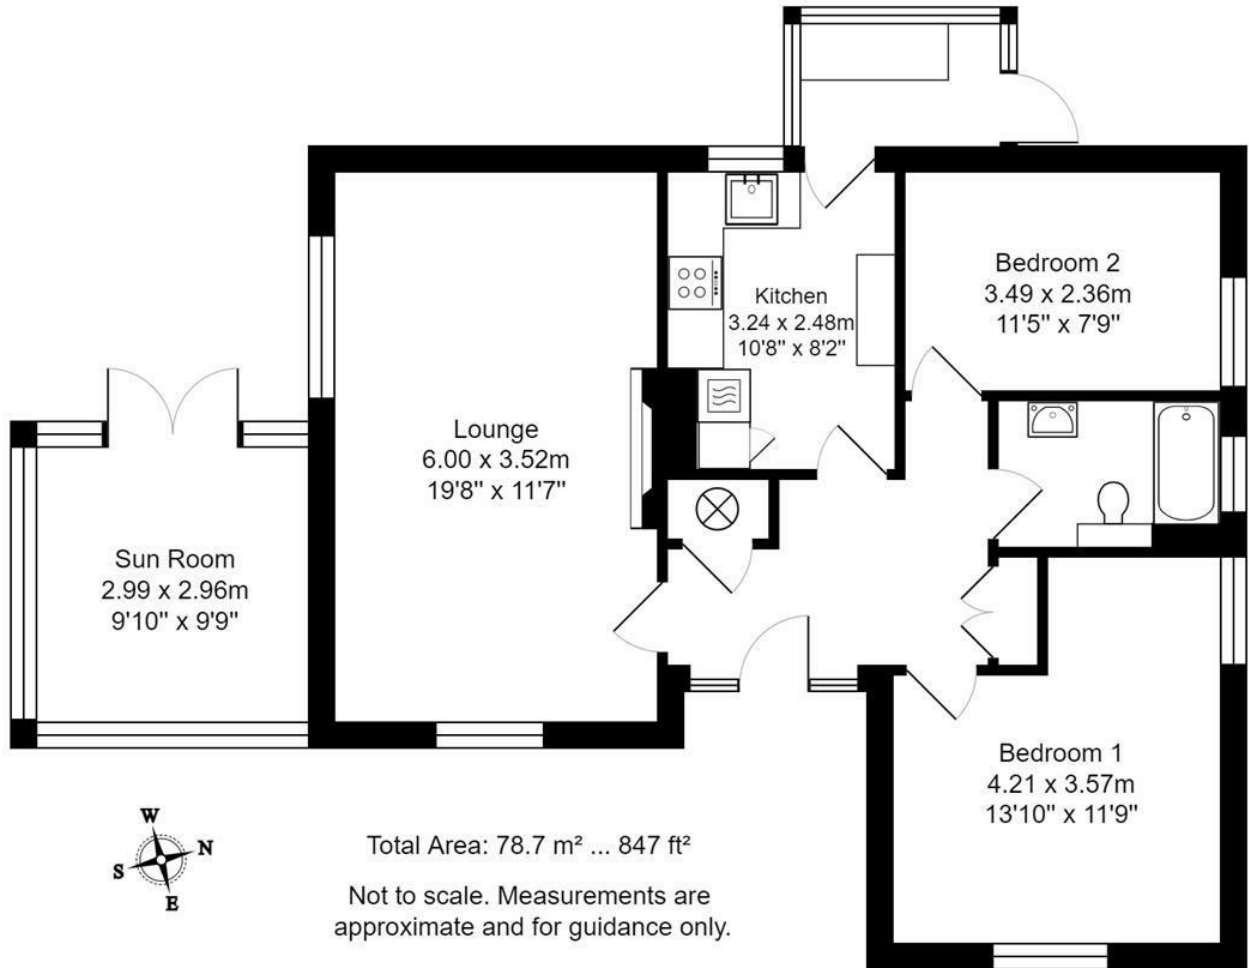 Bedroom 2
3.49 x 2.36m
11'5" x 7'9"
Kitchen
3.24 x 2.48m
10'8" x 8'2"
Lounge
6.00 x 3.52m
19'8" x 11'7"
Sun Room
2.99 x 2.96m
9'10" x 9'9"
Bedroom 1
4.21 x 3.57m
13'10" x 11'9"
W
N
S
E
Total Area: 78.7 m² ... 847 ft²
Not to scale. Measurements are
approximate and for guidance only.